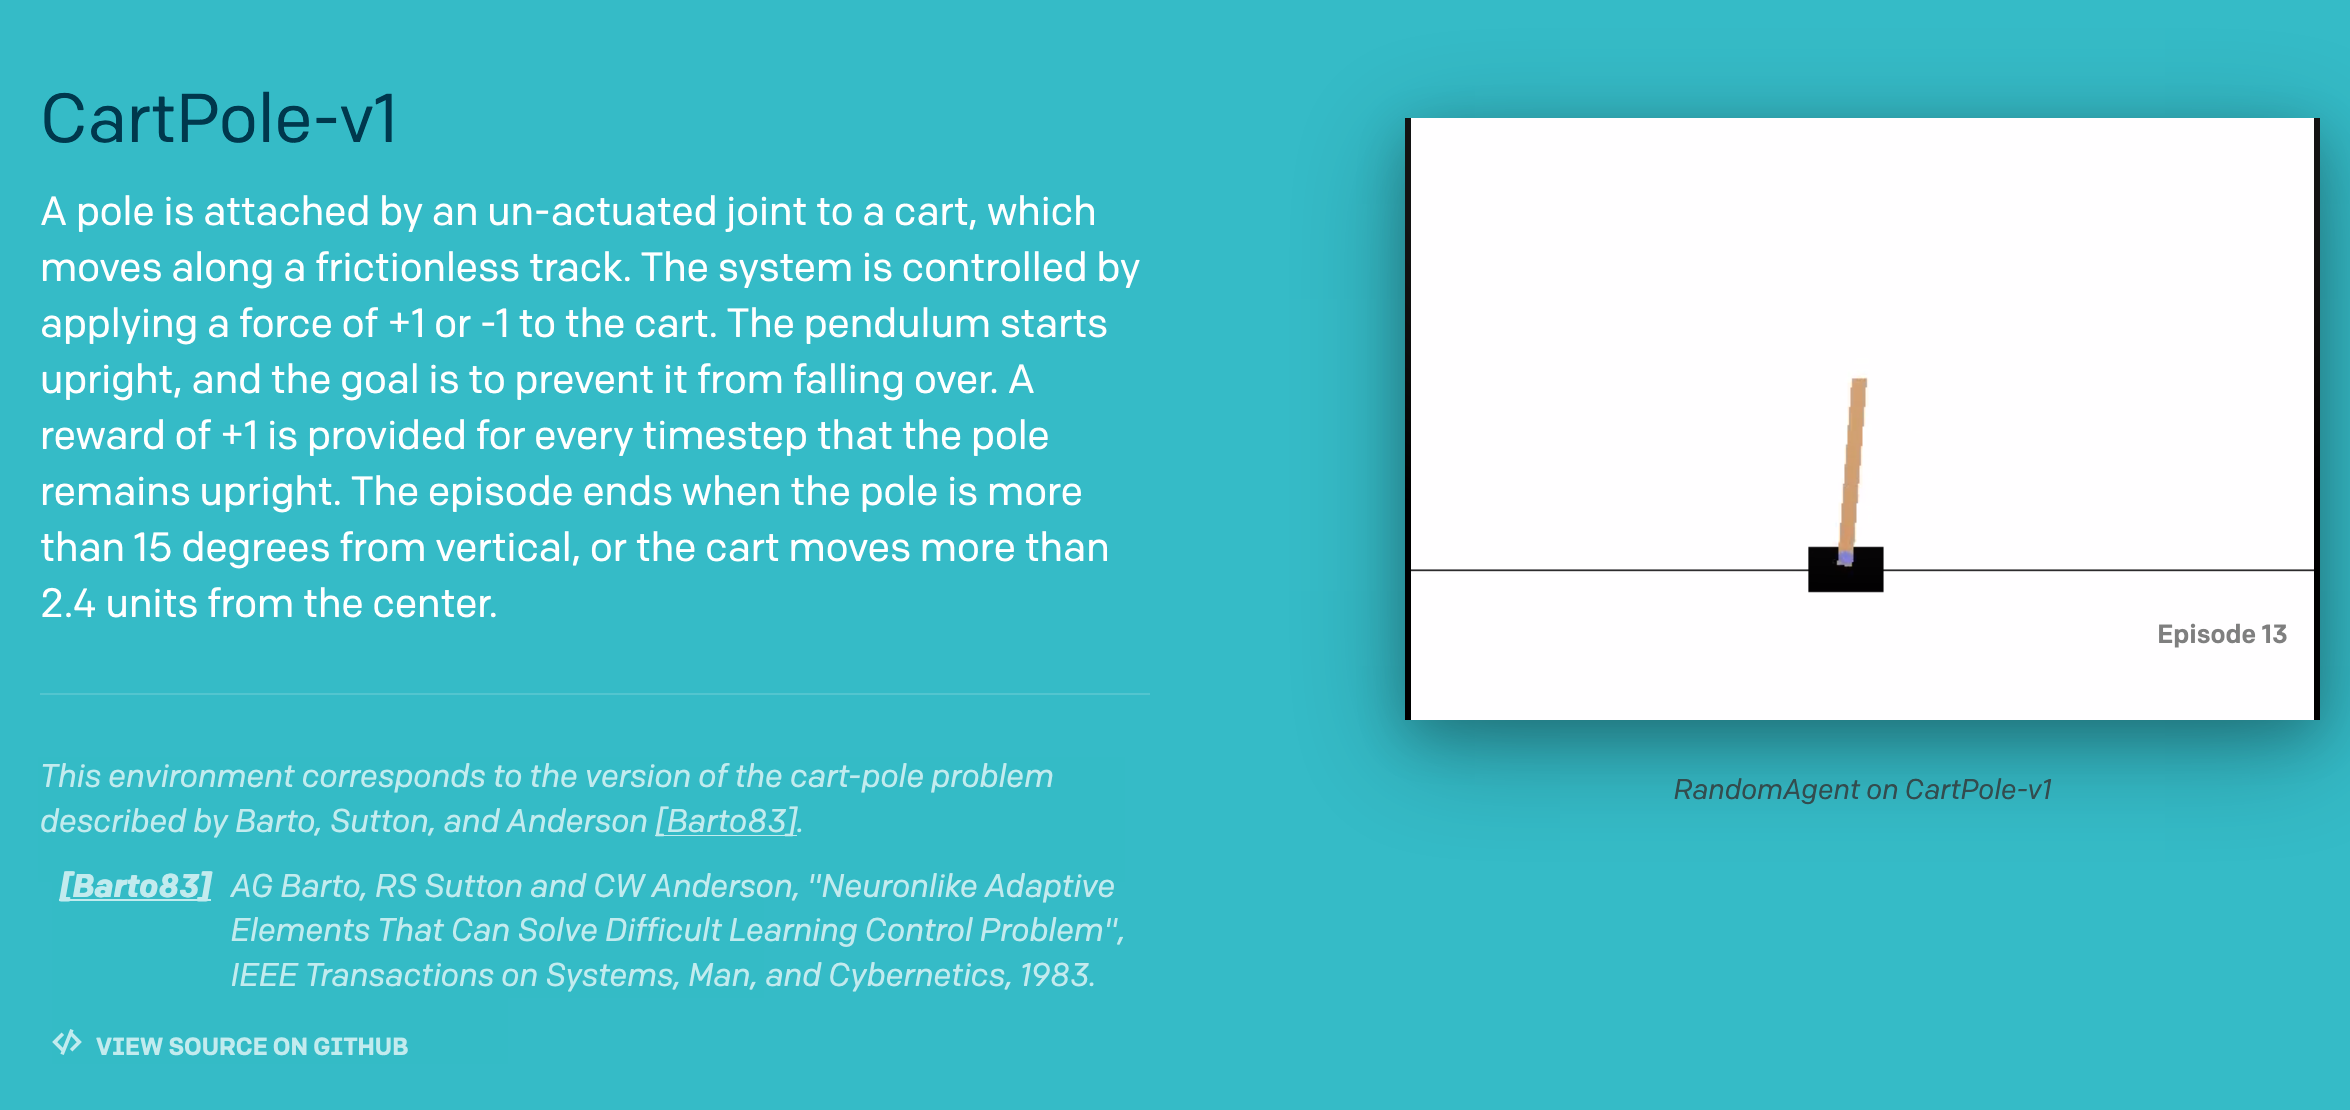 CartPole-v1
A pole is attached by an un-actuated joint to a cart, which
moves along a frictionless track. The system is controlled by
applying a force of +1 or -1 to the cart. The pendulum starts
upright, and the goal is to prevent it from falling over. A
reward of +1 is provided for every timestep that the pole
remains upright. The episode ends when the pole is more
than 15 degrees from vertical, or the cart moves more than
2.4 units from the center.
This environment corresponds to the version of the cart-pole problem
described by Barto, Sutton, and Anderson [Barto83].
[Barto83] AG Barto, RS Sutton and CW Anderson, "Neuronlike Adaptive
Elements That Can Solve Difficult Learning Control Problem",
IEEE Transactions on Systems, Man, and Cybernetics, 1983.
</> VIEW SOURCE ON GITHUB
Episode 13
RandomAgent on CartPole-v1